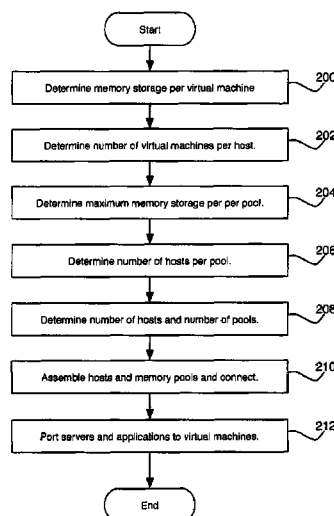 Start
Determine memory storage per virtual machine
200
Determine number of virtual machines per host.
202
Determine maximum memory storage per per pool.
204
Determine number of hosts per pool.
206
Determine number of hosts and number of pools.
208
Assemble hosts and memory pools and connect.
210
Port servers and applications to virtual machines.
212
End